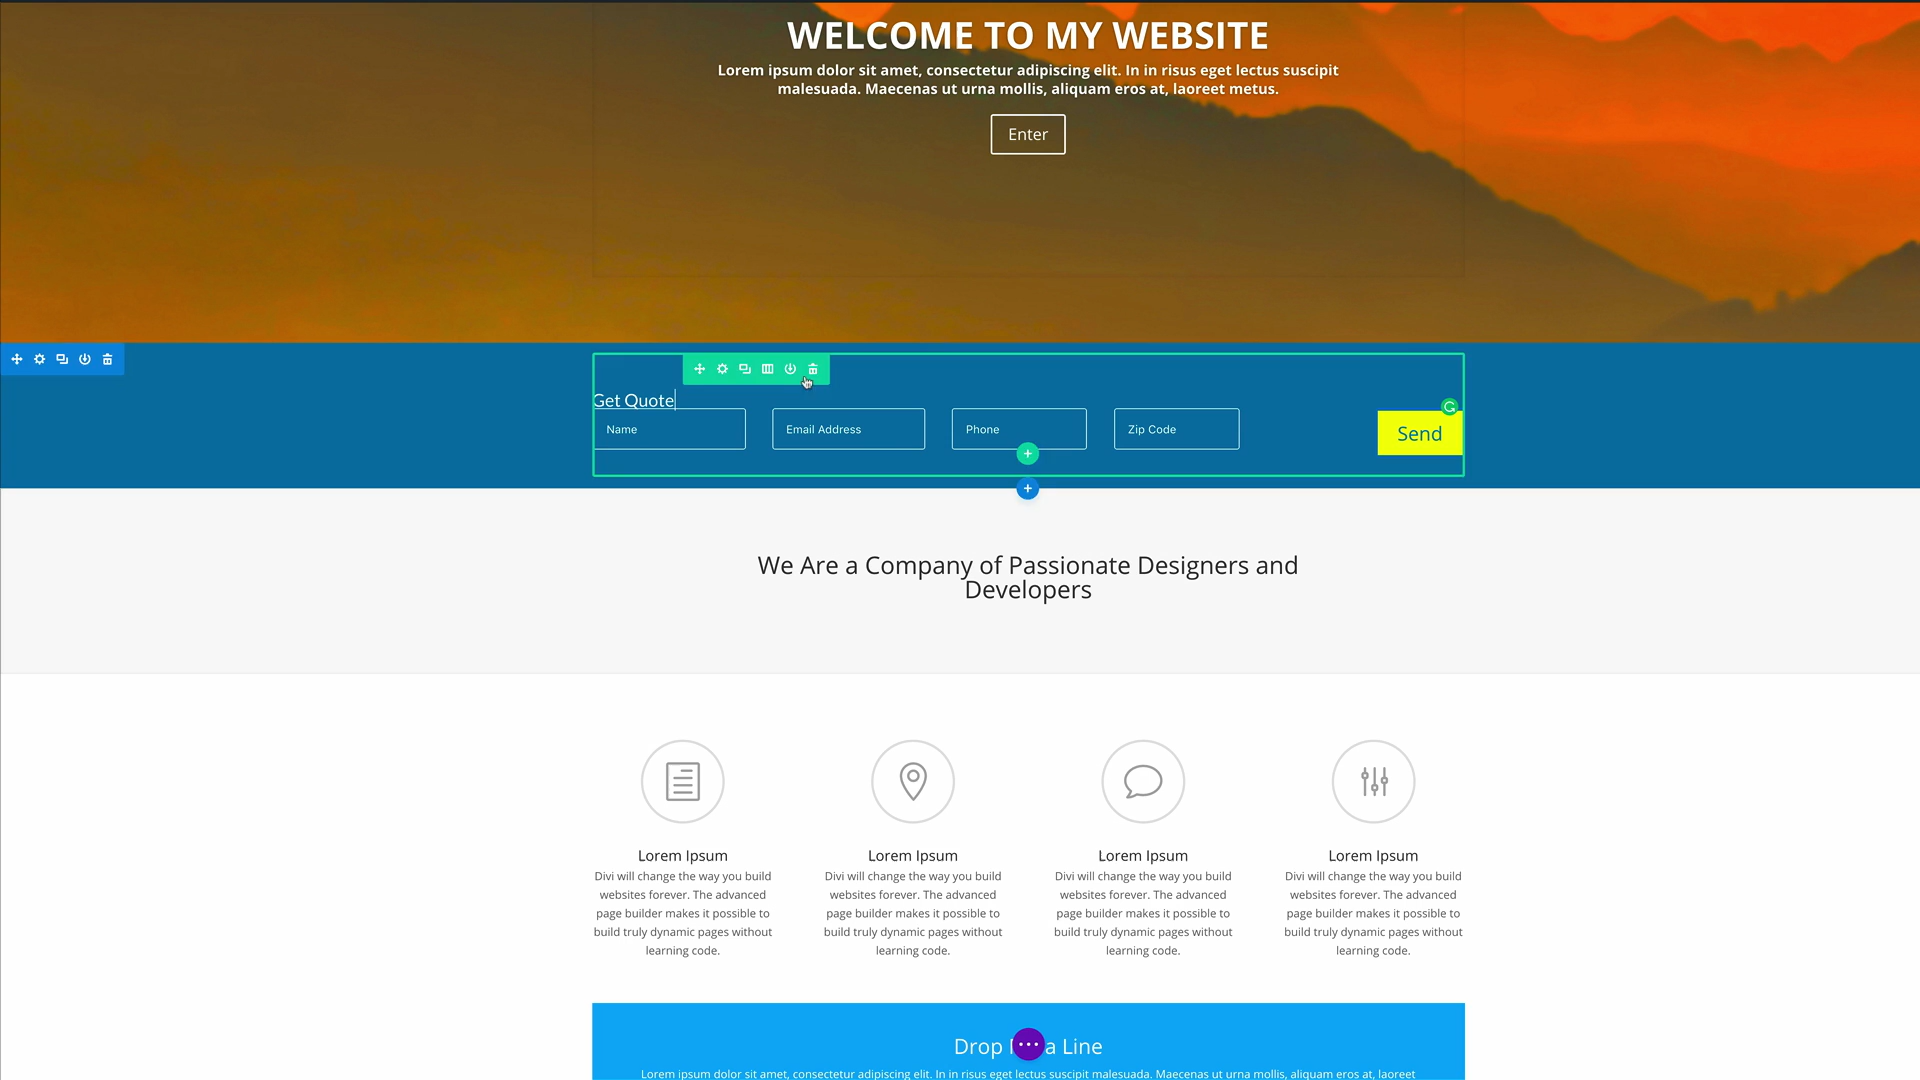 WELCOME TO MY WEBSITE
Lorem ipsum dolor sit amet, consectetur adipiscing elit. In in risus eget lectus suscipit
malesuada. Maecenas ut urna mollis, aliquam eros at, laoreet metus.
Enter
Get Quote
Name
Email Address
Phone
Zip Code
Send
We Are a Company of Passionate Designers and
Developers
Lorem Ipsum
Divi will change the way you build
websites forever. The advanced
page builder makes it possible to
build truly dynamic pages without
learning code.
Lorem Ipsum
Divi will change the way you build
websites forever. The advanced
page builder makes it possible to
build truly dynamic pages without
learning code.
Lorem Ipsum
Divi will change the way you build
websites forever. The advanced
page builder makes it possible to
build truly dynamic pages without
learning code.
Lorem Ipsum
Divi will change the way you build
websites forever. The advanced
page builder makes it possible to
build truly dynamic pages without
learning code.
Drop a Line
Lorem ipsum dolor sit amet, consectetur adipiscing elit. In in risus eget lectus suscipit malesuada. Maecenas ut urna mollis, aliquam eros at, laoreet